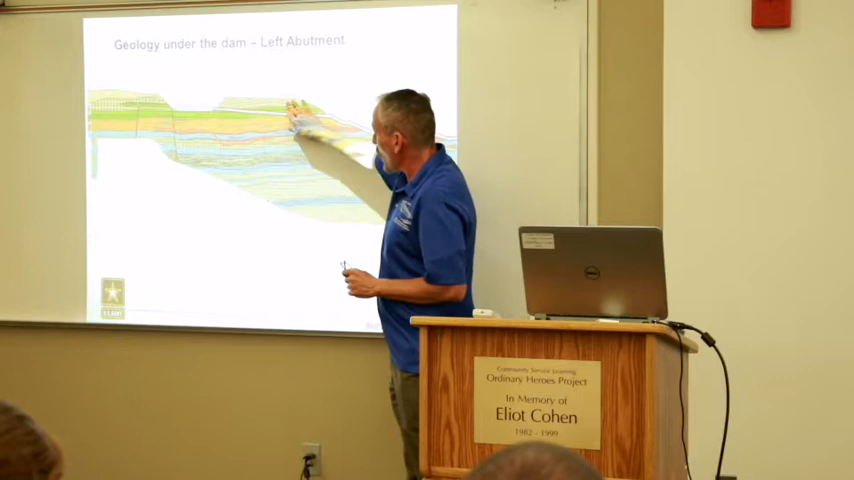 Geology under the dam – Left Abutment
DELL
Community Service Learning
Ordinary Heroes Project
In Memory of
Eliot Cohen
1982 - 1999